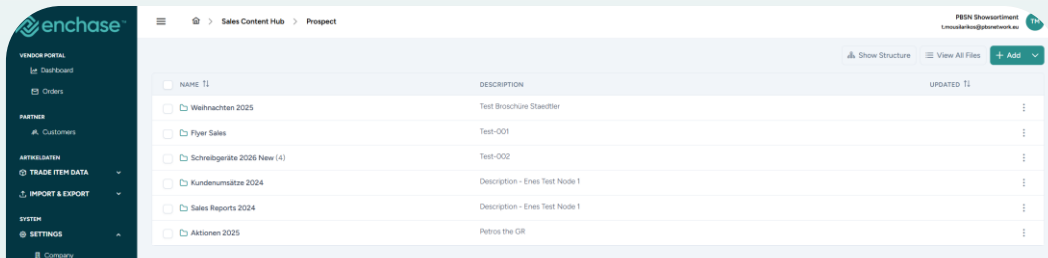 enchase™
VENDOR PORTAL
Dashboard
Orders
PARTNER
Customers
ARTIKELDATEN
TRADE ITEM DATA
IMPORT & EXPORT
SYSTEM
SETTINGS
Company
> Sales Content Hub > Prospect
PBSN Showsortiment
t.mousilarikos@pbsnetwork.eu
TM
Show Structure View All Files + Add
NAME DESCRIPTION UPDATED
Weihnachten 2025 Test Broschüre Staedtler
Flyer Sales Test-001
Schreibgeräte 2026 New (4) Test-002
Kundenumsätze 2024 Description - Enes Test Node 1
Sales Reports 2024 Description - Enes Test Node 1
Aktionen 2025 Petros the GR